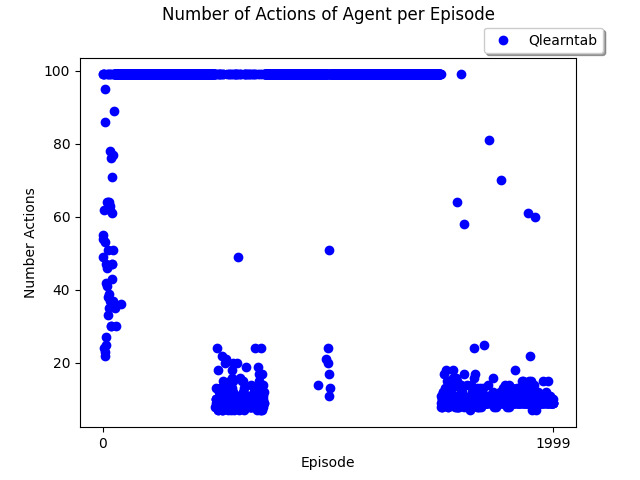 Number of Actions of Agent per Episode
Qlearntab
100
80
60
40
20
Number Actions
0 1999
Episode